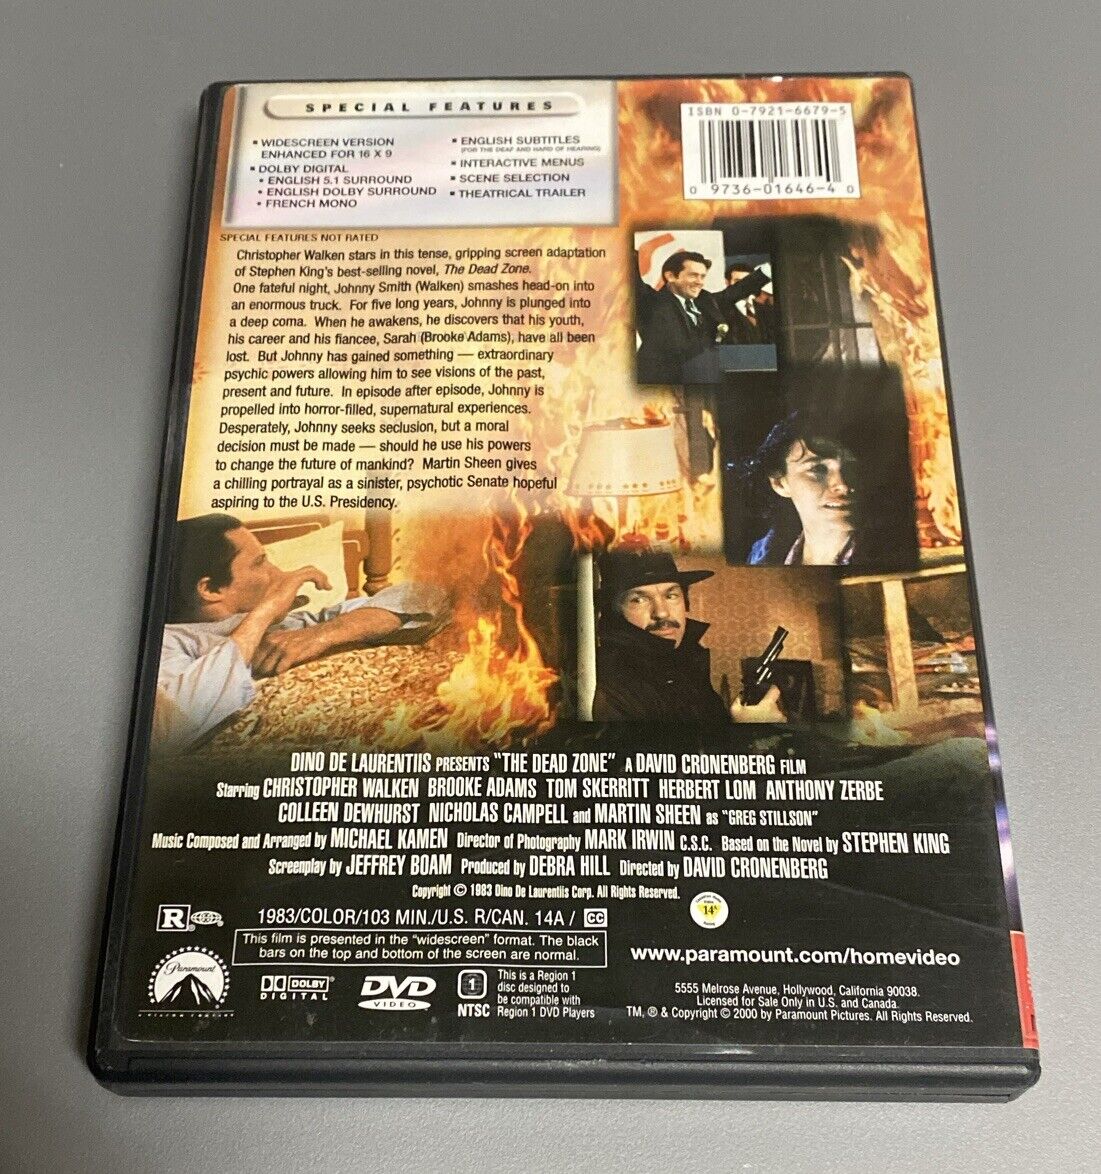 SPECIAL FEATURES
▪ WIDESCREEN VERSION
ENHANCED FOR 16 X 9
▪ DOLBY DIGITAL
• ENGLISH 5.1 SURROUND
• ENGLISH DOLBY SURROUND
• FRENCH MONO
▪ ENGLISH SUBTITLES
(FOR THE DEAF AND HARD OF HEARING)
▪ INTERACTIVE MENUS
▪ SCENE SELECTION
▪ THEATRICAL TRAILER
ISBN 0-7921-6679-5
0 9736-01646-4 0
SPECIAL FEATURES NOT RATED
Christopher Walken stars in this tense, gripping screen adaptation
of Stephen King's best-selling novel, The Dead Zone.
One fateful night, Johnny Smith (Walken) smashes head-on into
an enormous truck. For five long years, Johnny is plunged into
a deep coma. When he awakens, he discovers that his youth,
his career and his fiancee, Sarah (Brooke Adams), have all been
lost. But Johnny has gained something — extraordinary
psychic powers allowing him to see visions of the past,
present and future. In episode after episode, Johnny is
propelled into horror-filled, supernatural experiences.
Desperately, Johnny seeks seclusion, but a moral
decision must be made — should he use his powers
to change the future of mankind? Martin Sheen gives
a chilling portrayal as a sinister, psychotic Senate hopeful
aspiring to the U.S. Presidency.
DINO DE LAURENTIIS PRESENTS "THE DEAD ZONE" A DAVID CRONENBERG FILM
Starring CHRISTOPHER WALKEN BROOKE ADAMS TOM SKERRITT HERBERT LOM ANTHONY ZERBE
COLLEEN DEWHURST NICHOLAS CAMPELL and MARTIN SHEEN as "GREG STILLSON"
Music Composed and Arranged by MICHAEL KAMEN Director of Photography MARK IRWIN C.S.C. Based on the Novel by STEPHEN KING
Screenplay by JEFFREY BOAM Produced by DEBRA HILL Directed by DAVID CRONENBERG
Copyright © 1983 Dino De Laurentiis Corp. All Rights Reserved.
R 1983/COLOR/103 MIN./U.S. R/CAN. 14A / CC
14A
This film is presented in the "widescreen" format. The black
bars on the top and bottom of the screen are normal.
www.paramount.com/homevideo
Paramount
DOLBY
DIGITAL
DVD
VIDEO
1
NTSC
This is a Region 1
disc designed to
be compatible with
Region 1 DVD Players
5555 Melrose Avenue, Hollywood, California 90038.
Licensed for Sale Only in U.S. and Canada.
TM, ® & Copyright © 2000 by Paramount Pictures. All Rights Reserved.